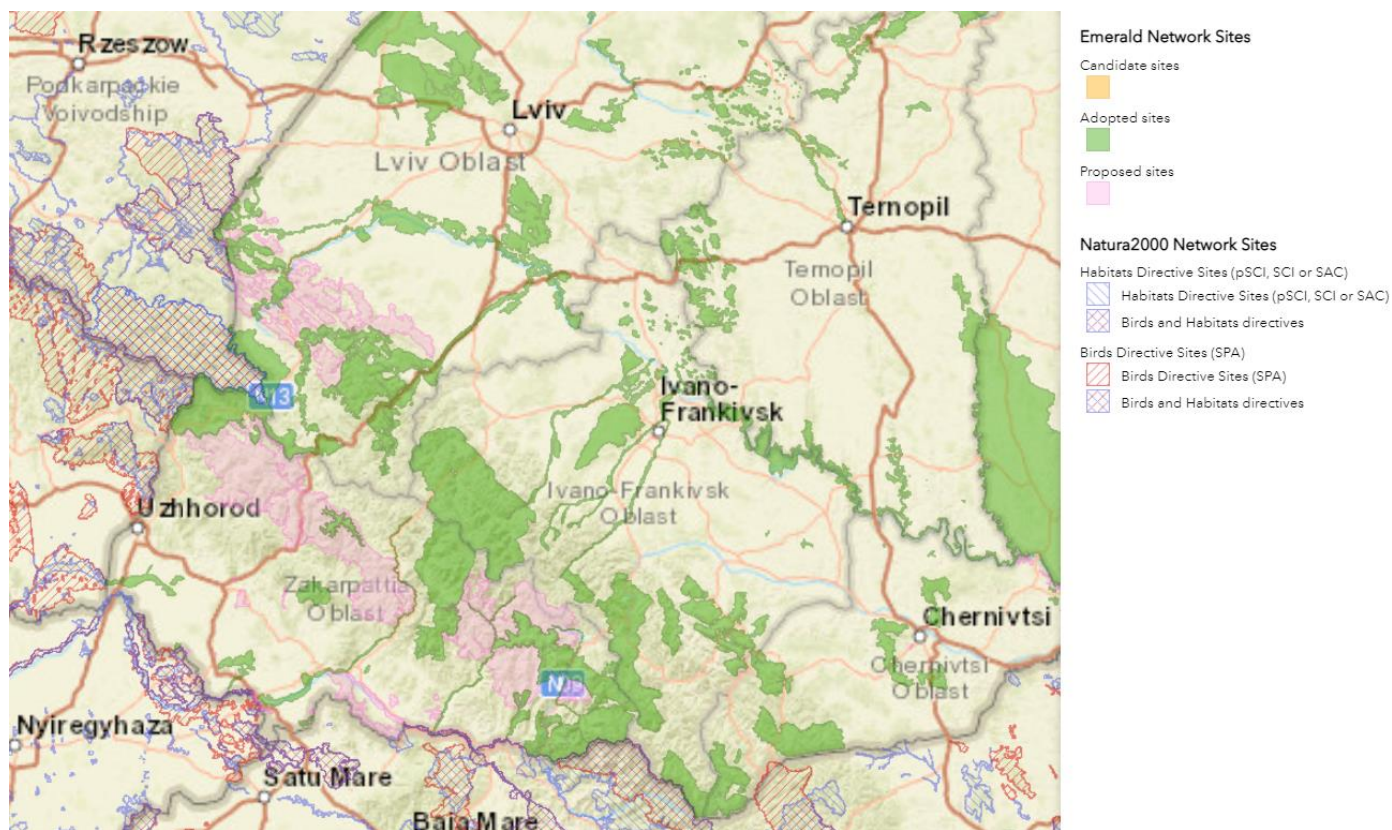 Rzeszow
Podkarpackie
Voivodship
Lviv
Lviv Oblast
Ternopil
Ternopil
Oblast
Ivano-
Frankivsk
Ivano-Frankivsk
Oblast
Uzhhorod
Zakarpattia
Oblast
Chernivtsi
Chernivtsi
Oblast
Nyiregyhaza
Satu Mare
Baia Mare
Emerald Network Sites
Candidate sites
Adopted sites
Proposed sites
Natura2000 Network Sites
Habitats Directive Sites (pSCI, SCI or SAC)
Habitats Directive Sites (pSCI, SCI or SAC)
Birds and Habitats directives
Birds Directive Sites (SPA)
Birds Directive Sites (SPA)
Birds and Habitats directives